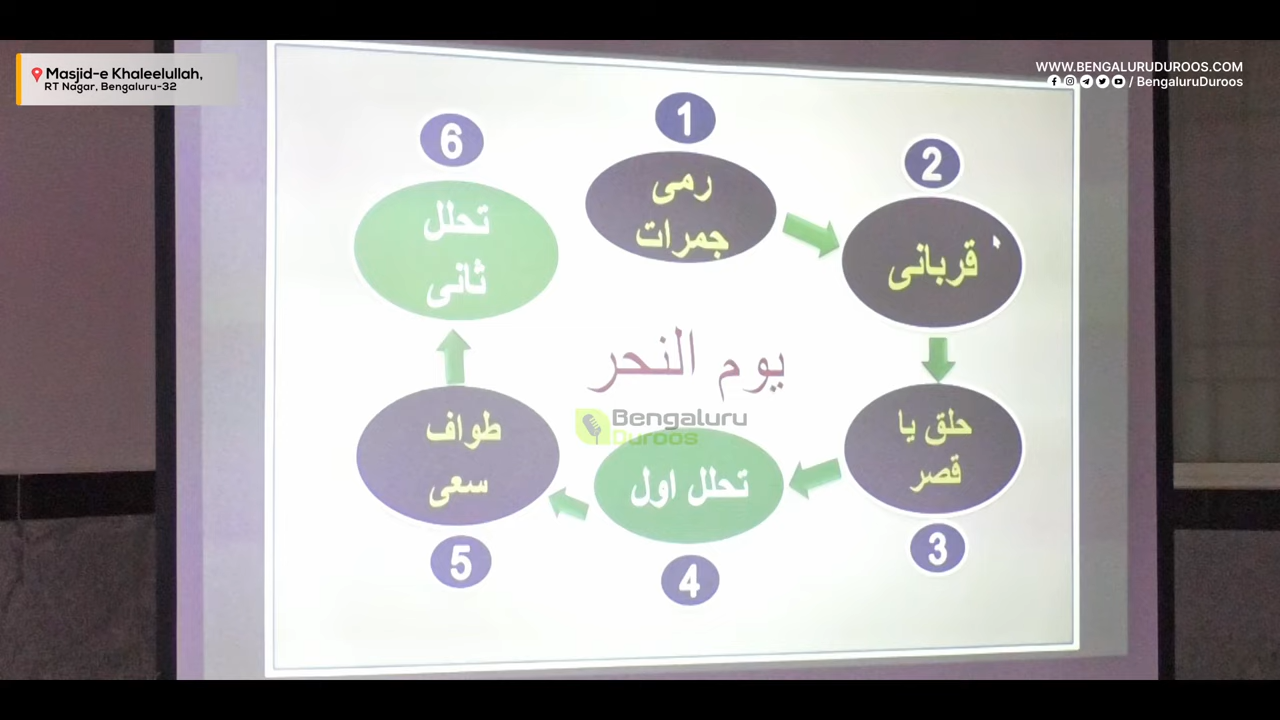 Masjid-e Khaleelullah,
RT Nagar, Bengaluru-32
WWW.BENGALURUDUROOS.COM
/ BengaluruDuroos
1
رمی
جمرات
2
قربانی
حلق یا
قصر
3
تحلل اول
4
طواف
سعی
5
6
تحلل
ثانی
یوم النحر
Bengaluru
Duroos